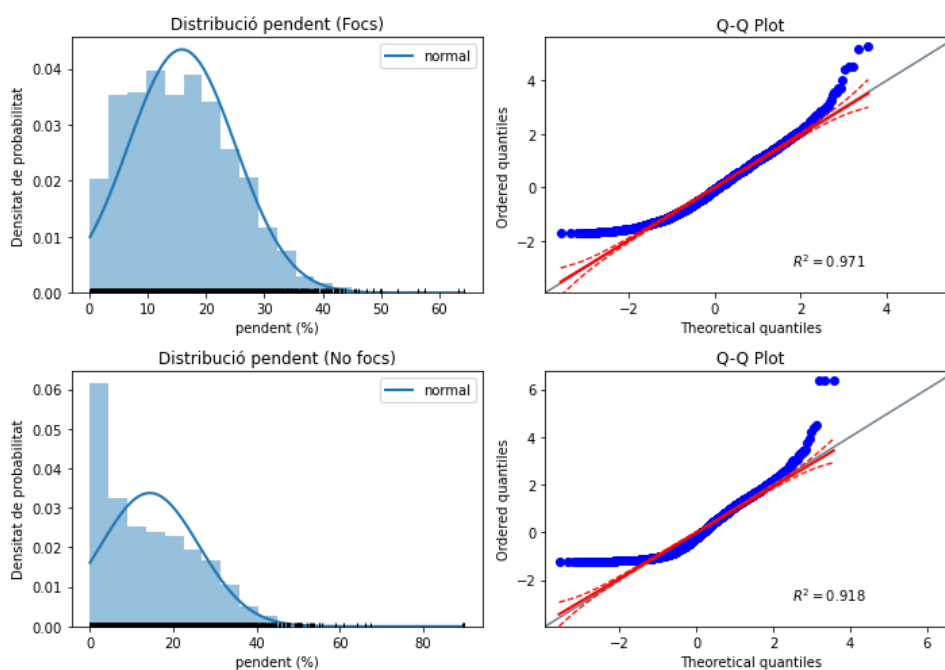 Distribució pendent (Focs)
normal
0.04
0.03
0.02
0.01
0.00
Densitat de probabilitat
0 10 20 30 40 50 60
pendent (%)
Q-Q Plot
4
2
0
−2
Ordered quantiles
R² = 0.971
−2 0 2 4
Theoretical quantiles
Distribució pendent (No focs)
normal
0.06
0.05
0.04
0.03
0.02
0.01
0.00
Densitat de probabilitat
0 20 40 60 80
pendent (%)
Q-Q Plot
6
4
2
0
−2
Ordered quantiles
R² = 0.918
−2 0 2 4 6
Theoretical quantiles